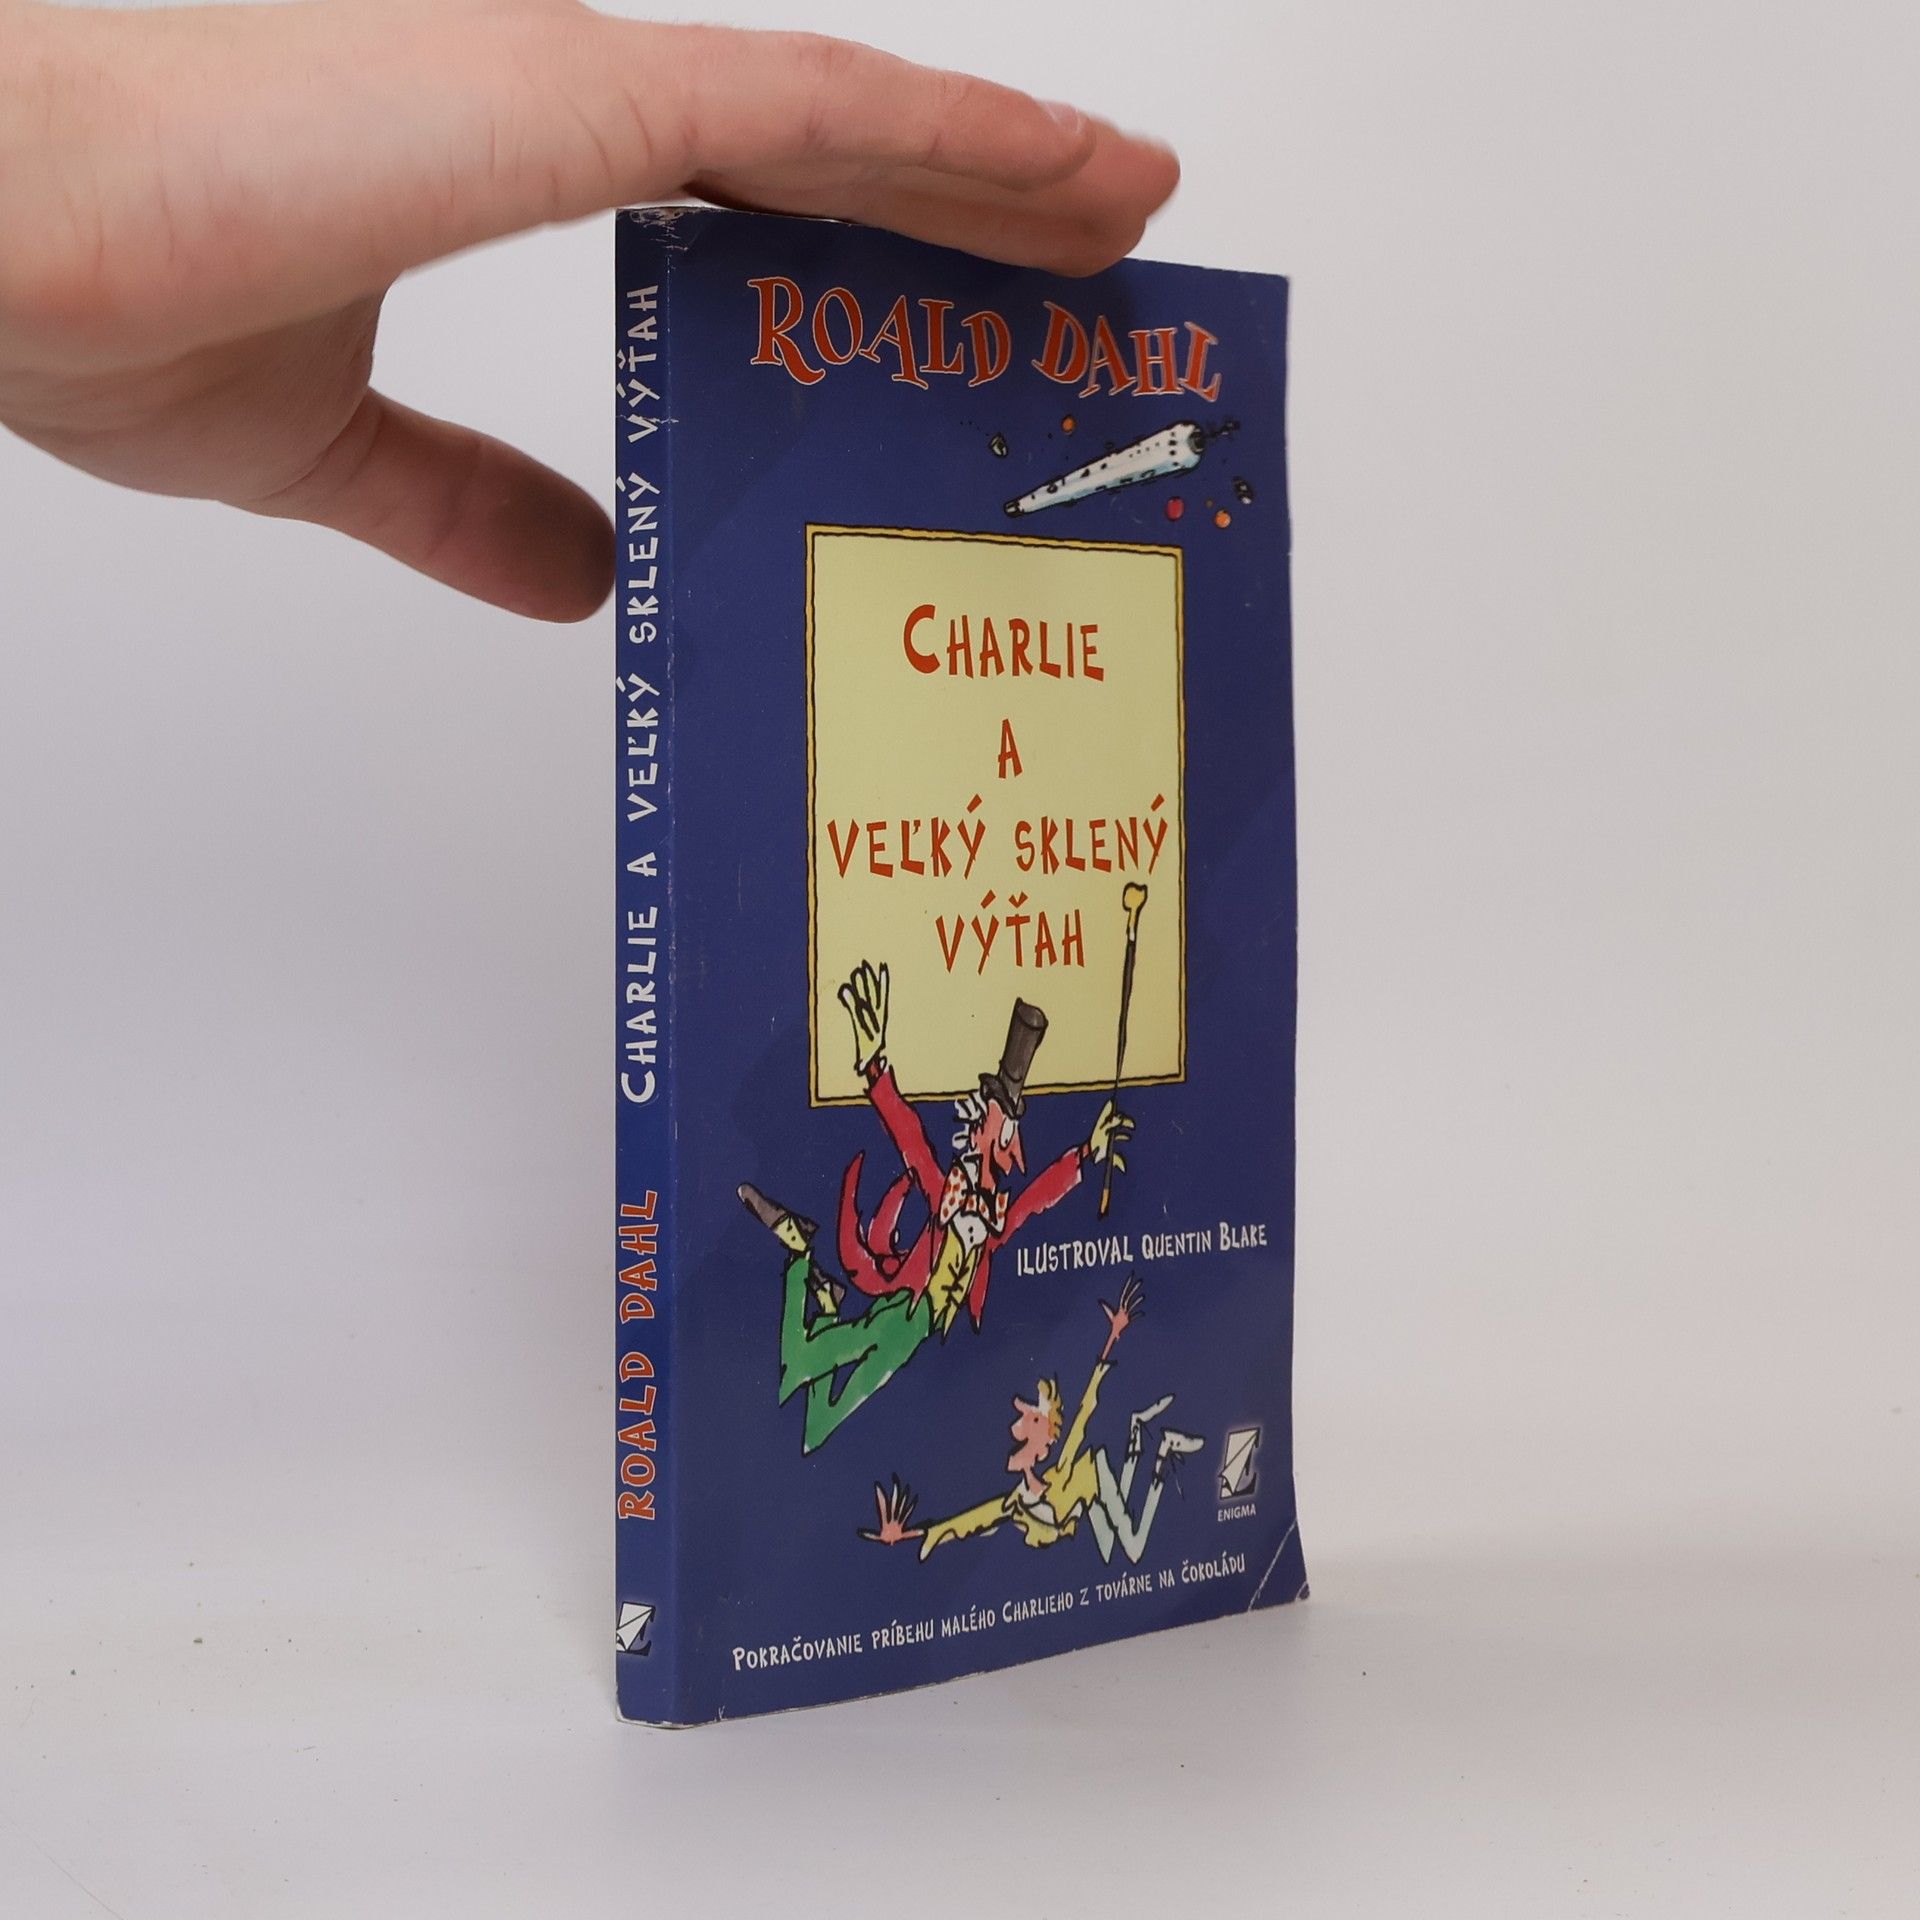 CHARLIE A VEĽKÝ SKLENÝ VÝŤAH
ROALD DAHL
ROALD DAHL
CHARLIE
A
VEĽKÝ SKLENÝ
VÝŤAH
ILUSTROVAL QUENTIN BLAKE
ENIGMA
POKRAČOVANIE PRÍBEHU MALÉHO CHARLIEHO Z TOVÁRNE NA ČOKOLÁDU